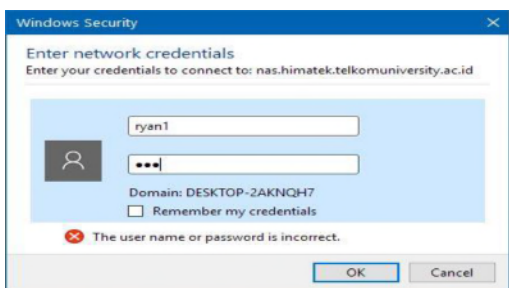 Windows Security
Enter network credentials
Enter your credentials to connect to: nas.himatek.telkomuniversity.ac.id
ryan1
•••
Domain: DESKTOP-2AKNQH7
Remember my credentials
The user name or password is incorrect.
OK
Cancel